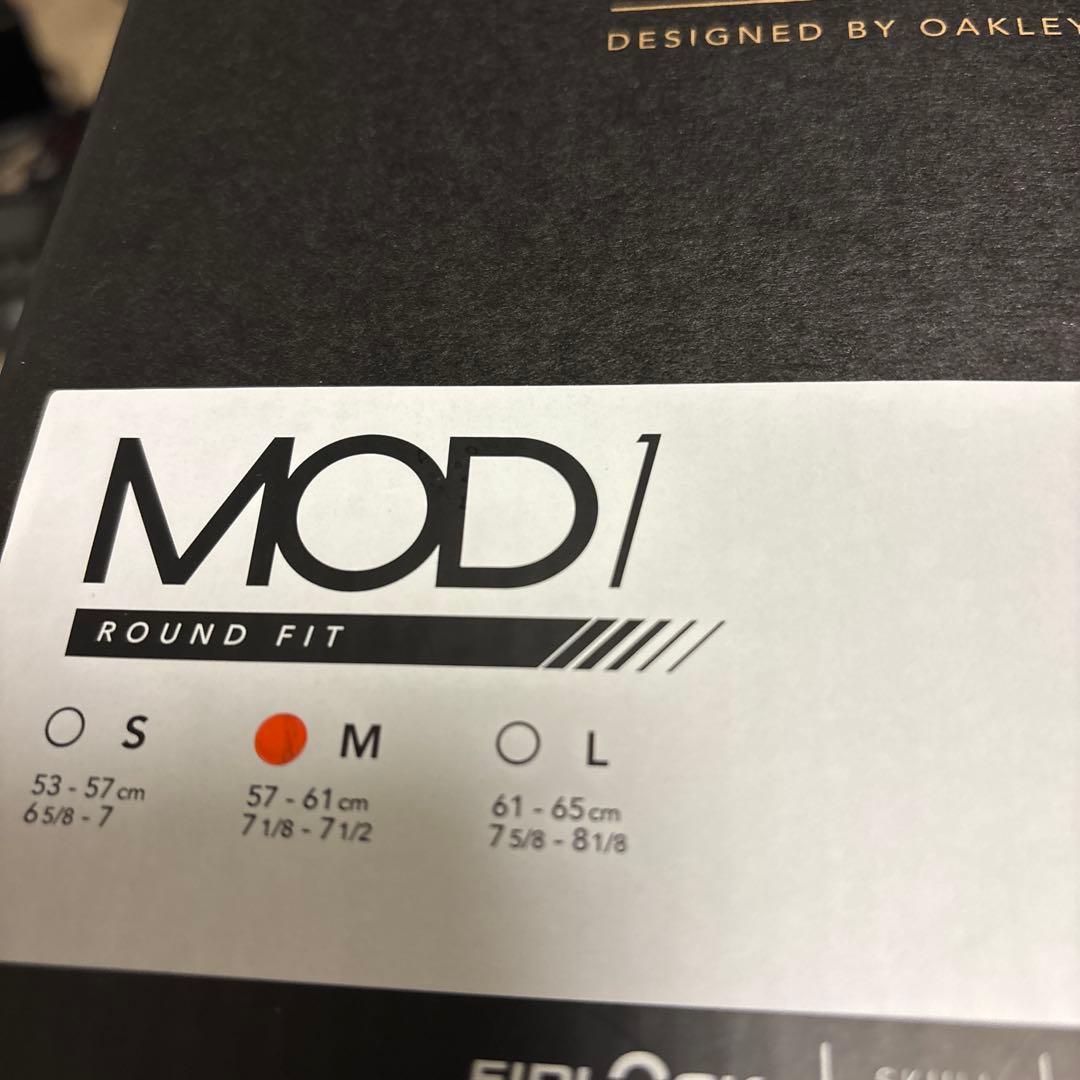 DESIGNED BY OAKLEY
MOD1
ROUND FIT
S M L
53 - 57cm 57 - 61cm 61 - 65cm
6 5/8 - 7 7 1/8 - 7 1/2 7 5/8 - 8 1/8